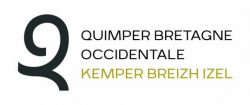 QUIMPER BRETAGNE
OCCIDENTALE
KEMPER BREIZH IZEL